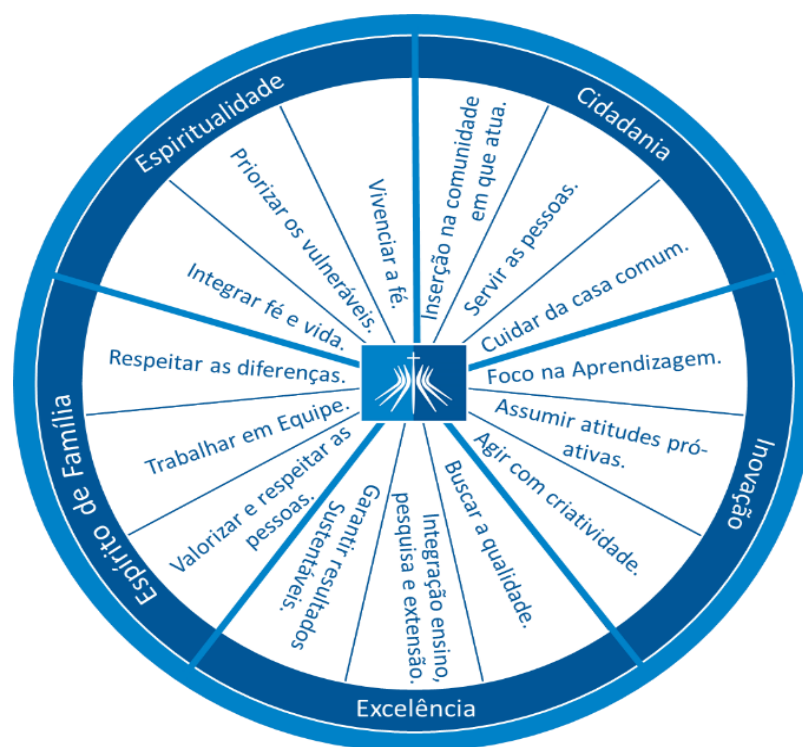 Espiritualidade
Integrar fé e vida.
Priorizar os vulneráveis.
Vivenciar a fé.
Cidadania
Inserção na comunidade
em que atua.
Servir as pessoas.
Cuidar da casa comum.
Inovação
Foco na Aprendizagem.
Assumir atitudes pró-
ativas.
Agir com criatividade.
Excelência
Buscar a qualidade.
Integração ensino,
pesquisa e extensão.
Garantir resultados
Sustentáveis.
Espírito de Família
Valorizar e respeitar as
pessoas.
Trabalhar em Equipe.
Respeitar as diferenças.